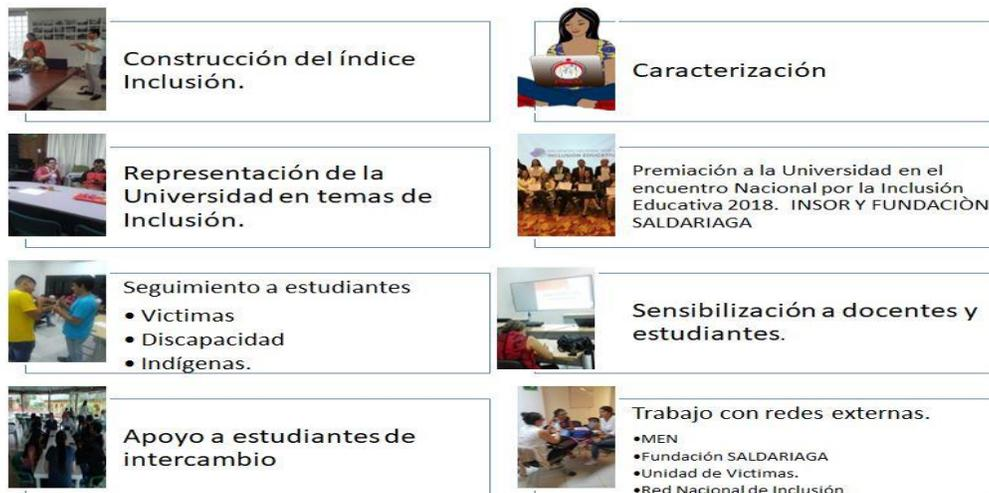 Construcción del índice
Inclusión.
Caracterización
Representación de la
Universidad en temas de
Inclusión.
INCLUSIÓN EDUCATIVA
Premiación a la Universidad en el
encuentro Nacional por la Inclusión
Educativa 2018. INSOR Y FUNDACIÒN
SALDARIAGA
Seguimiento a estudiantes
• Victimas
• Discapacidad
• Indígenas.
Sensibilización a docentes y
estudiantes.
Apoyo a estudiantes de
intercambio
Trabajo con redes externas.
•MEN
•Fundación SALDARIAGA
•Unidad de Victimas.
•Red Nacional de Inclusión